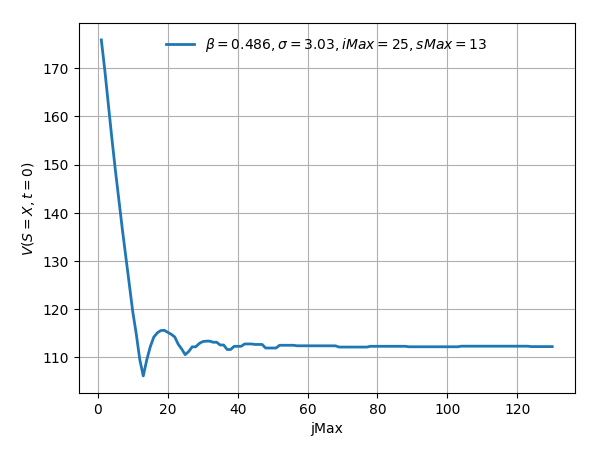 β = 0.486, σ = 3.03, iMax = 25, sMax = 13
170
160
150
140
130
120
110
V(S = X, t = 0)
0 20 40 60 80 100 120
jMax